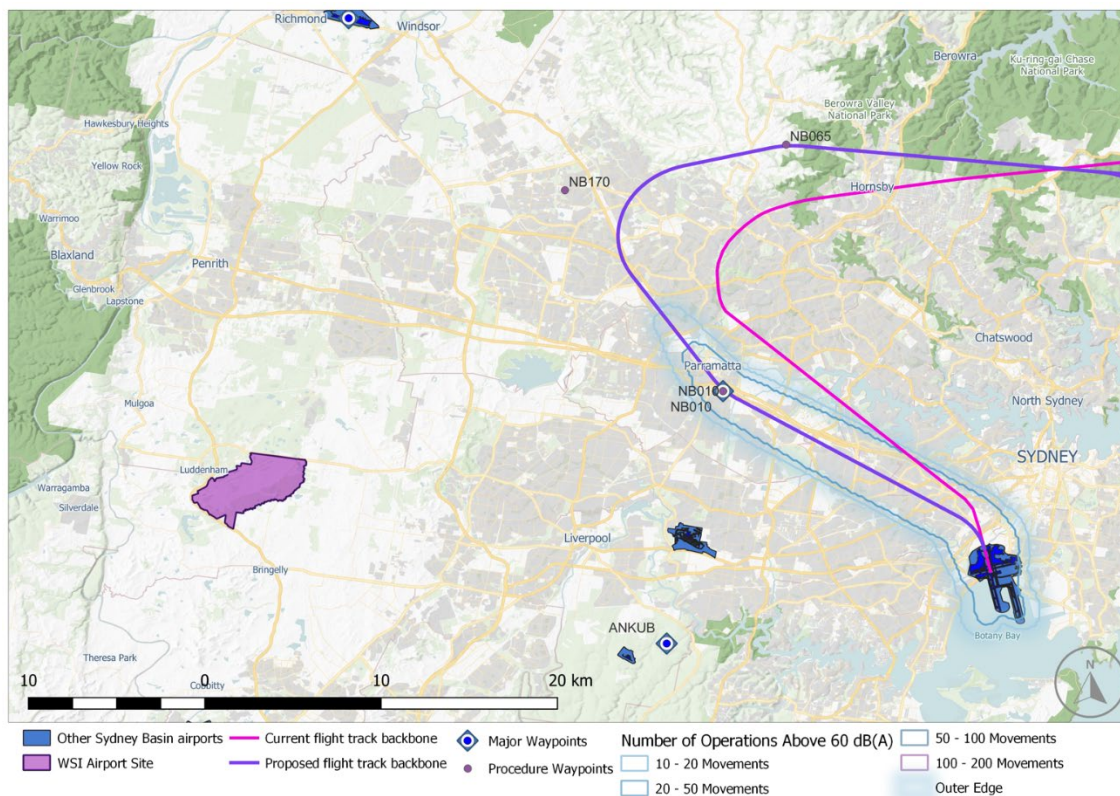 Richmond
Windsor
Berowra
Ku-ring-gai Chase
National Park
Berowra Valley
National Park
Hawkesbury Heights
NB065
Yellow Rock
NB170
Hornsby
Warrimoo
Blaxland
Penrith
Glenbrook
Lapstone
Chatswood
Parramatta
NB010
NB010
North Sydney
Mulgoa
SYDNEY
Luddenham
Warragamba
Silverdale
Liverpool
Bringelly
ANKUB
Botany Bay
Theresa Park
N
Cobbitty
10 0 10 20 km
Other Sydney Basin airports
WSI Airport Site
Current flight track backbone
Proposed flight track backbone
Major Waypoints
Procedure Waypoints
Number of Operations Above 60 dB(A)
10 - 20 Movements
20 - 50 Movements
50 - 100 Movements
100 - 200 Movements
Outer Edge